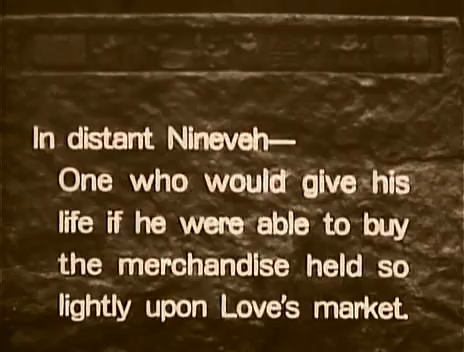 In distant Nineveh—
One who would give his
life if he were able to buy
the merchandise held so
lightly upon Love's market.